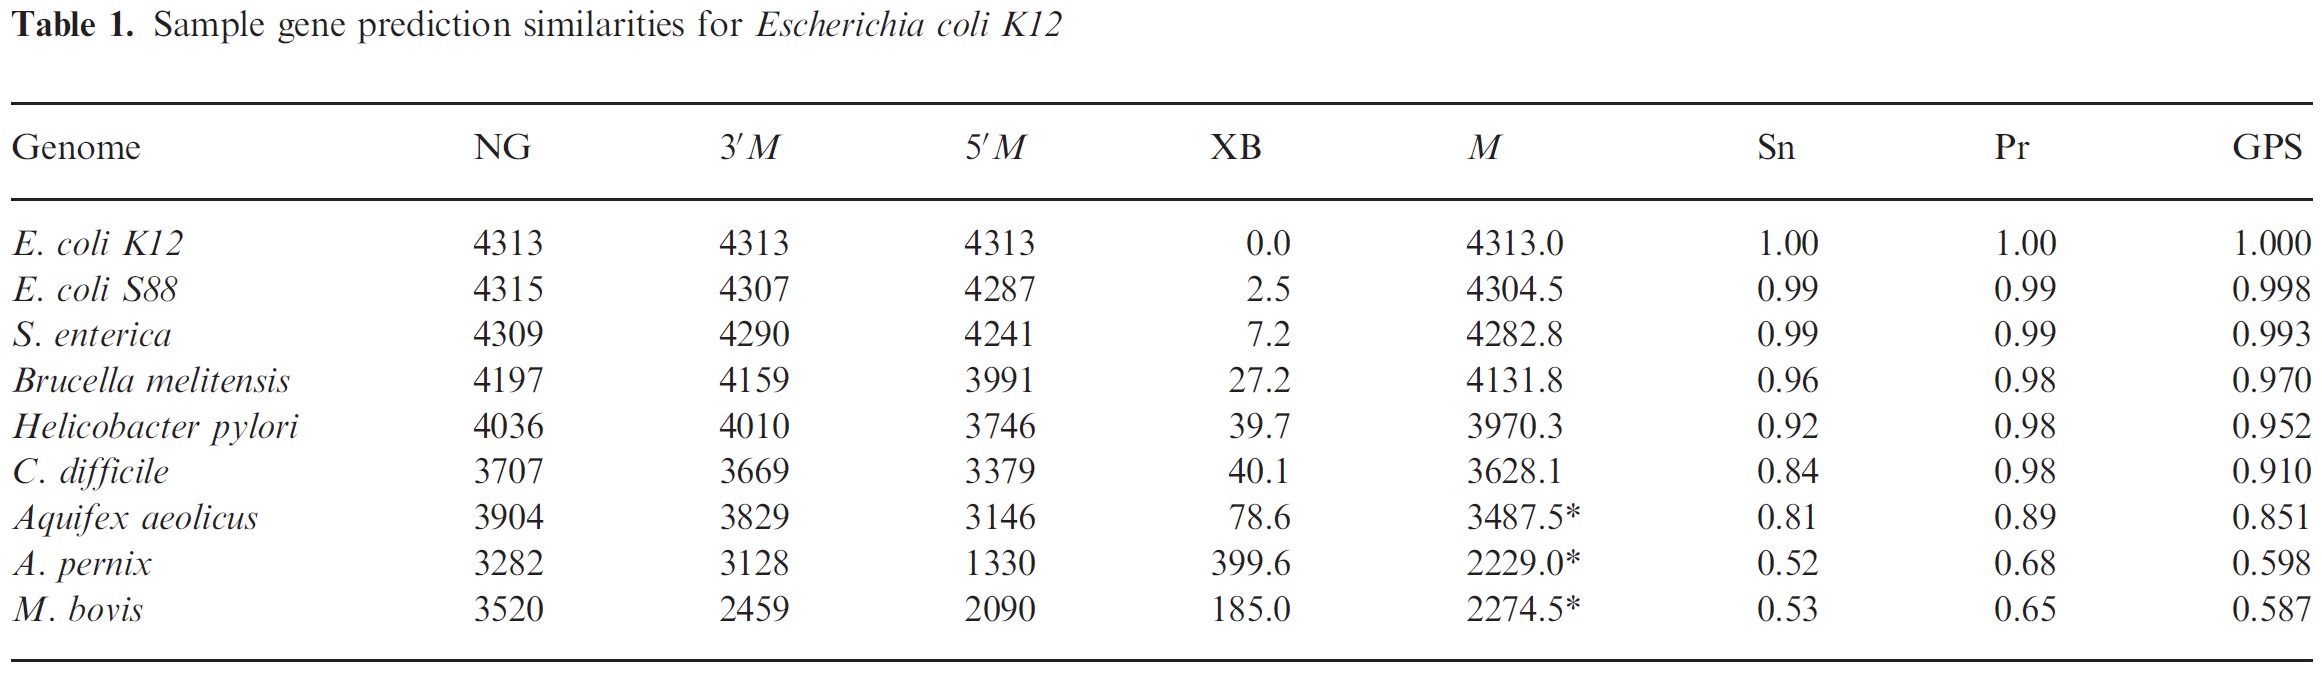 Table 1. Sample gene prediction similarities for Escherichia coli K12
Genome NG 3′M 5′M XB M Sn Pr GPS
E. coli K12 4313 4313 4313 0.0 4313.0 1.00 1.00 1.000
E. coli S88 4315 4307 4287 2.5 4304.5 0.99 0.99 0.998
S. enterica 4309 4290 4241 7.2 4282.8 0.99 0.99 0.993
Brucella melitensis 4197 4159 3991 27.2 4131.8 0.96 0.98 0.970
Helicobacter pylori 4036 4010 3746 39.7 3970.3 0.92 0.98 0.952
C. difficile 3707 3669 3379 40.1 3628.1 0.84 0.98 0.910
Aquifex aeolicus 3904 3829 3146 78.6 3487.5* 0.81 0.89 0.851
A. pernix 3282 3128 1330 399.6 2229.0* 0.52 0.68 0.598
M. bovis 3520 2459 2090 185.0 2274.5* 0.53 0.65 0.587